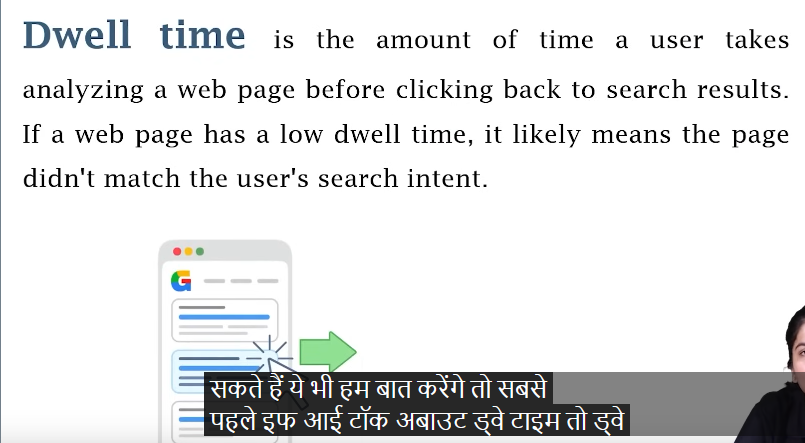 Dwell time is the amount of time a user takes
analyzing a web page before clicking back to search results.
If a web page has a low dwell time, it likely means the page
didn't match the user's search intent.
G
सकते हैं ये भी हम बात करेंगे तो सबसे
पहले इफ आई टॉक अबाउट ड्वे टाइम तो ड्वे